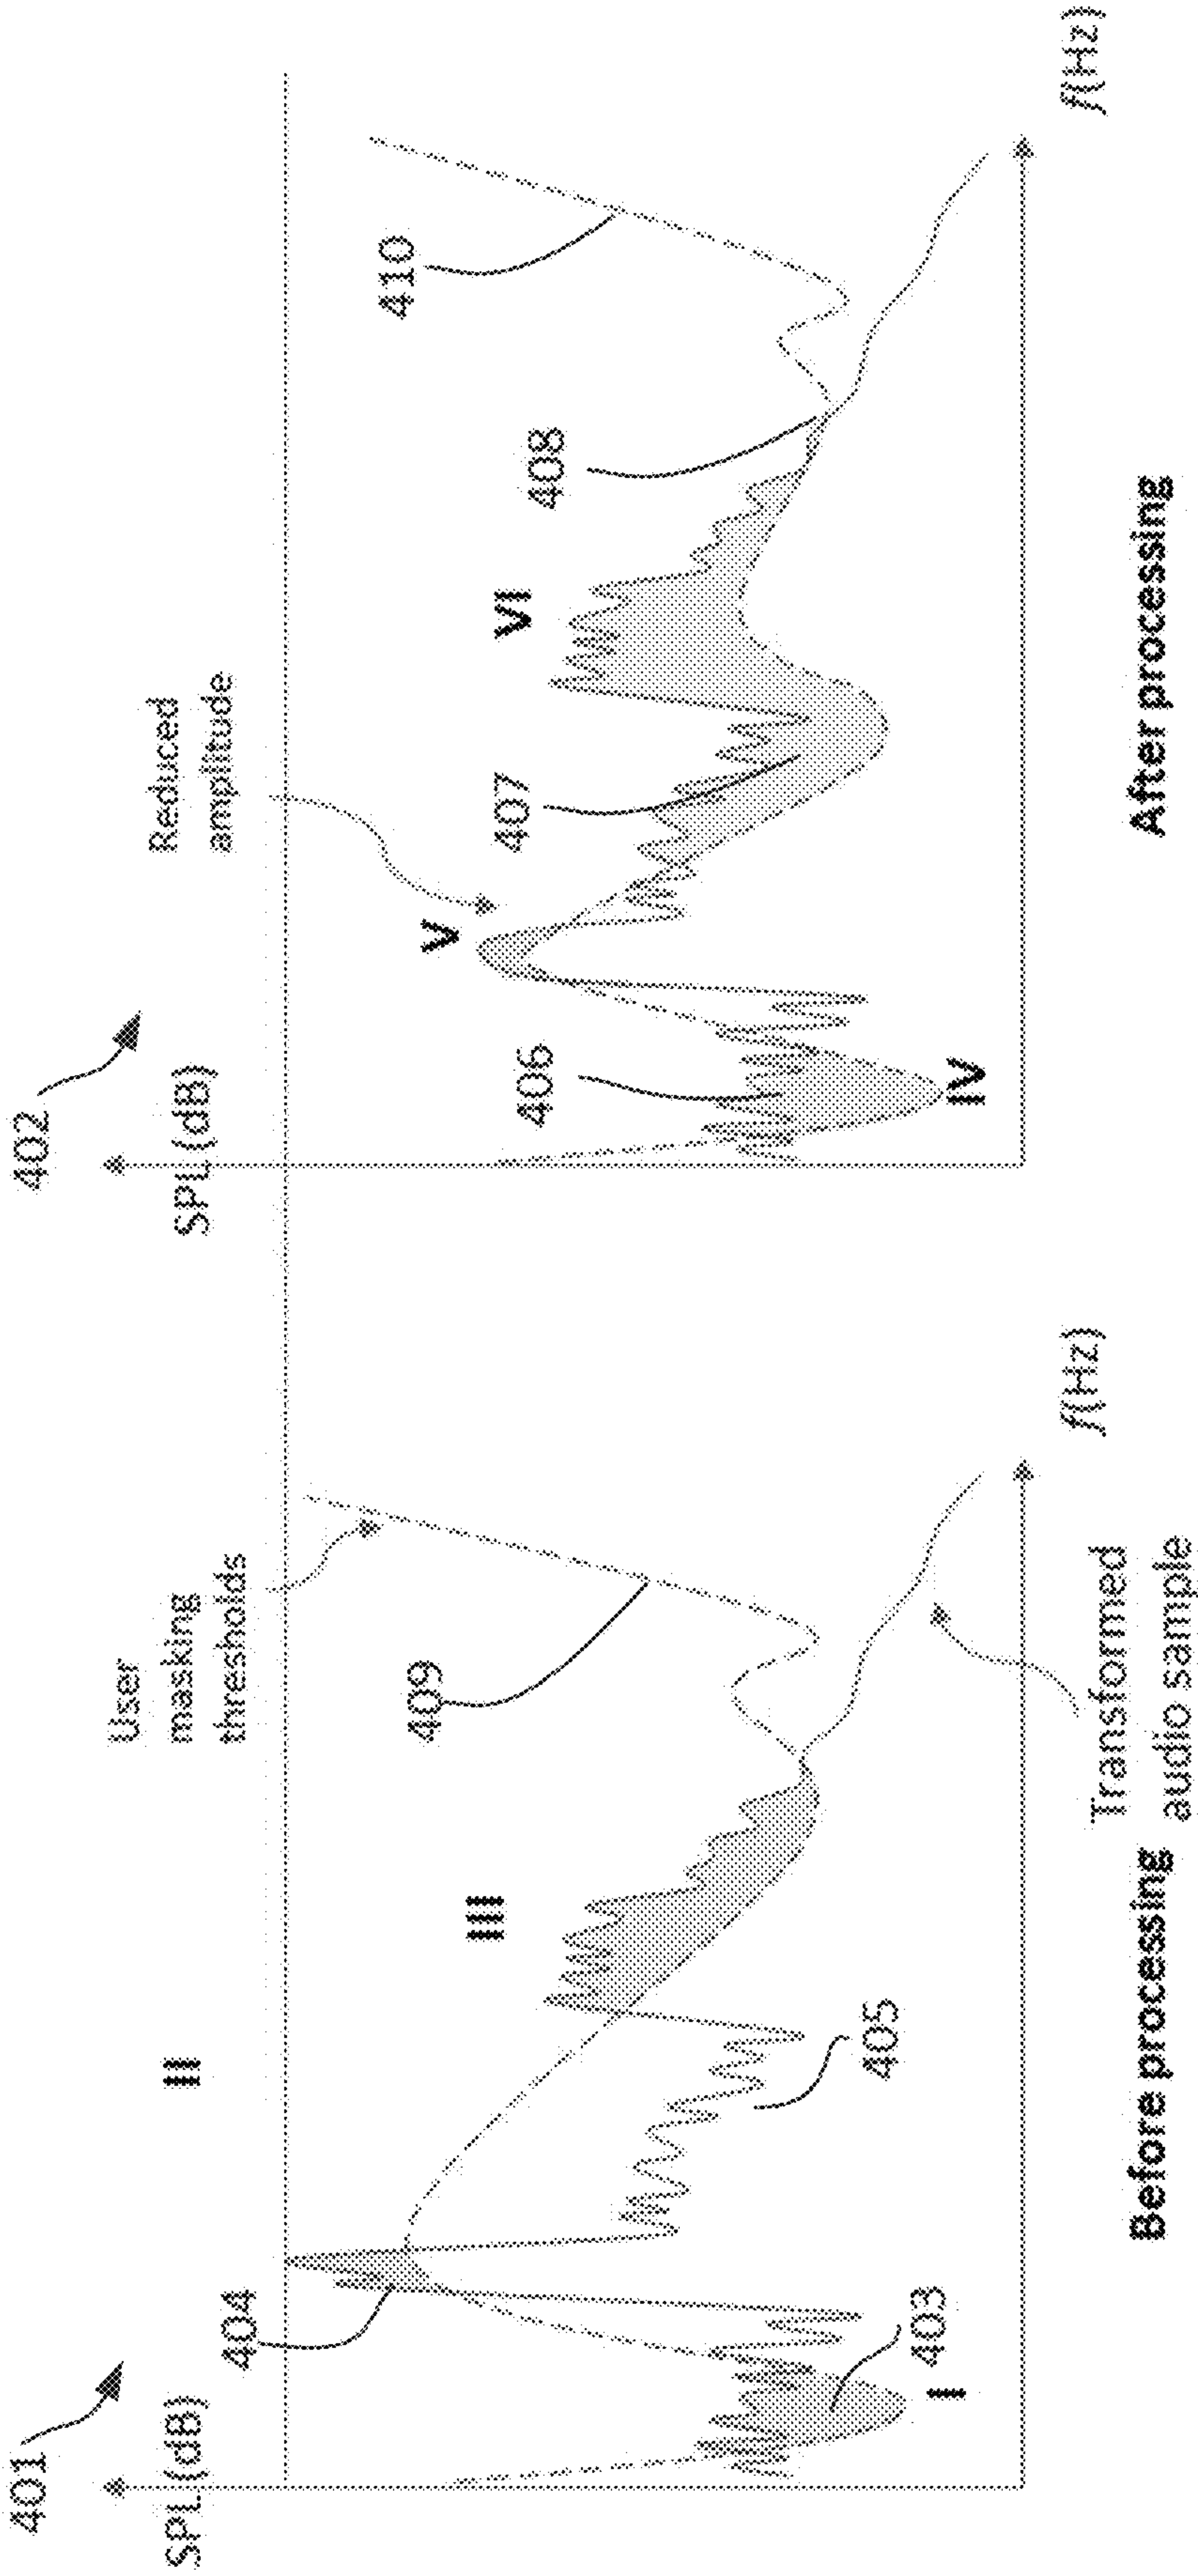 401
SPL (dB)
404
II
User
masking
thresholds
409
III
405
403
I
f(Hz)
Transformed
audio sample
Before processing
402
SPL (dB)
Reduced
amplitude
V
406
407
VI
408
410
IV
f(Hz)
After processing